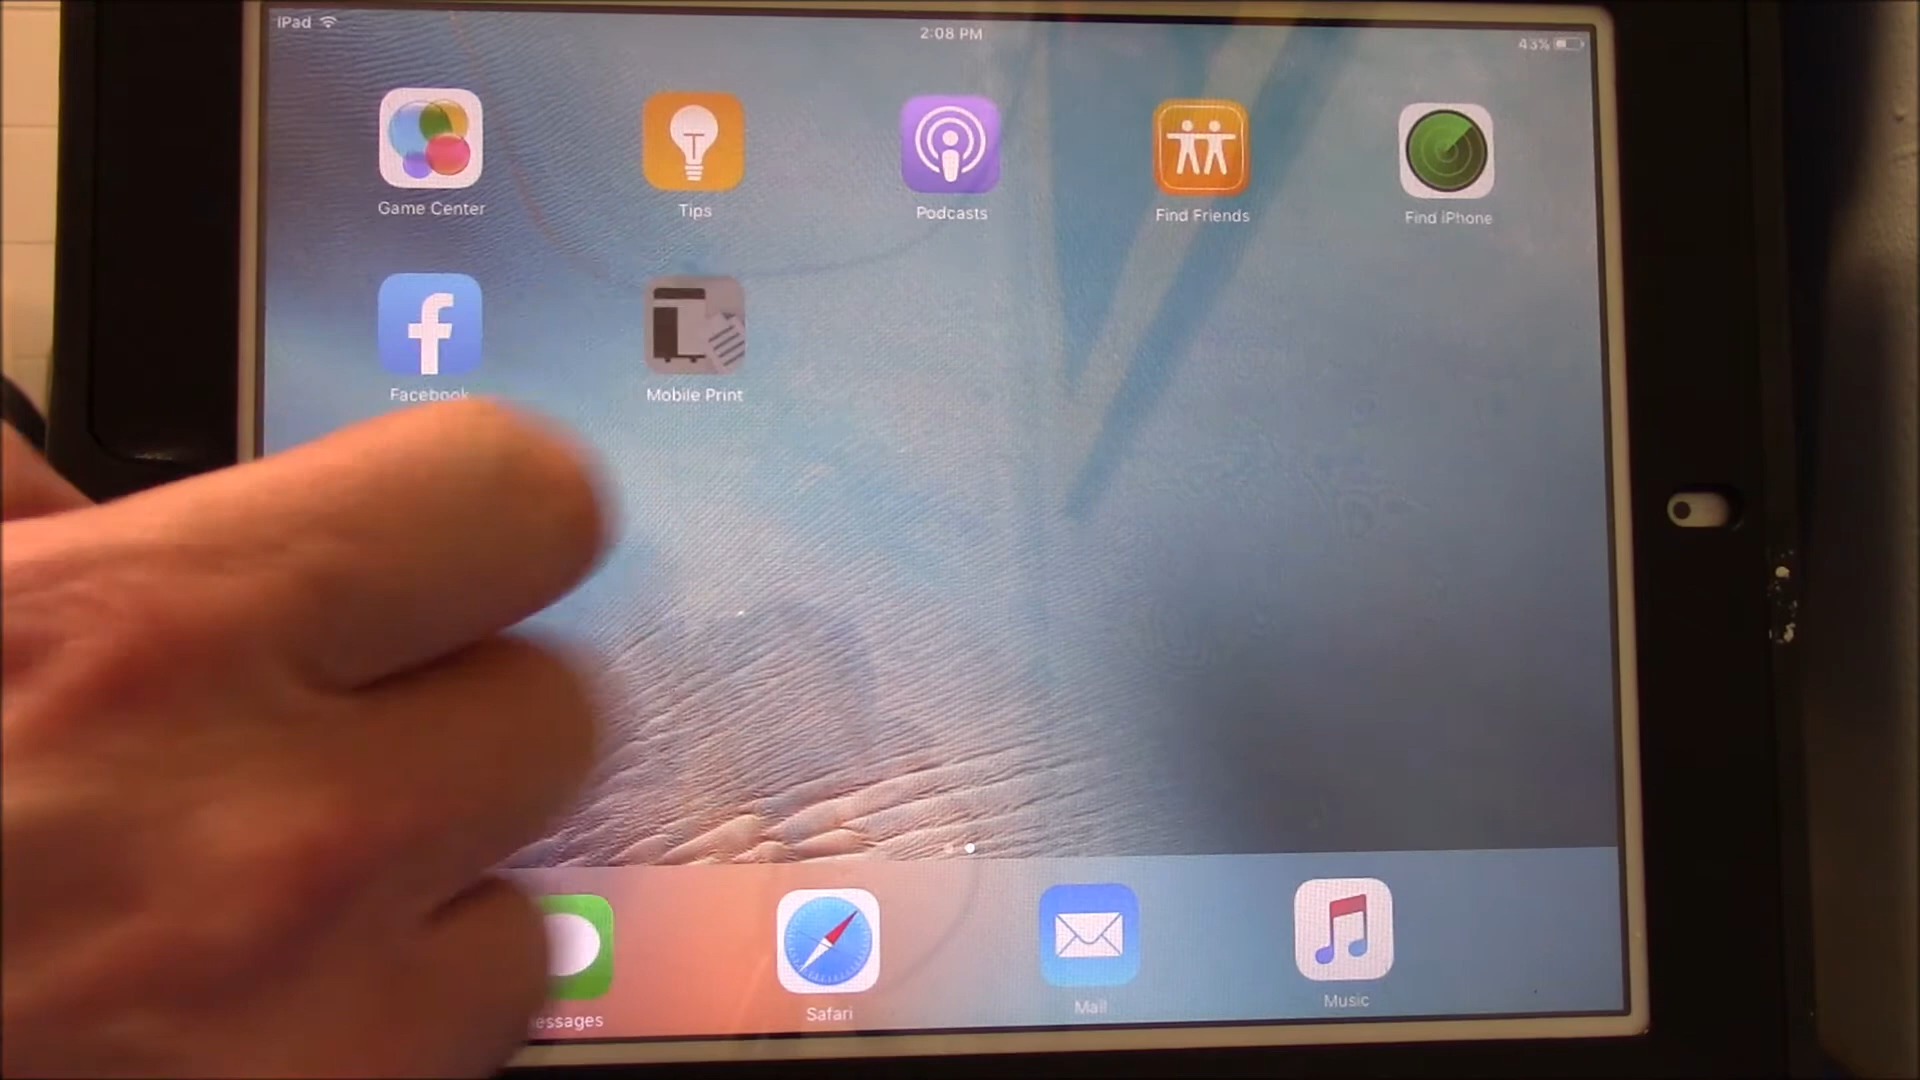 iPad
2:08 PM
43%
Game Center
Tips
Podcasts
Find Friends
Find iPhone
Facebook
Mobile Print
essages
Safari
Mail
Music